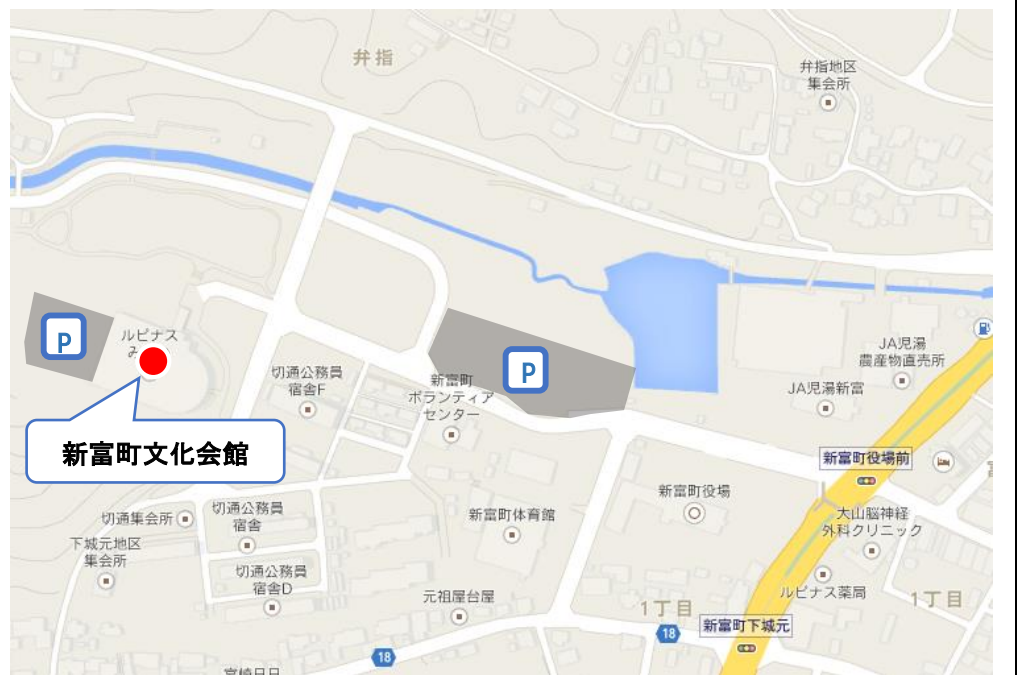 弁指
弁指地区
集会所
P
ルピナス
み
新富町文化会館
P
切通公務員
宿舎F
新富町
ボランティア
センター
JA児湯
農産物直売所
JA児湯新富
新富町役場前
新富町役場
大山脳神経
外科クリニック
切通集会所
切通公務員
宿舎
新富町体育館
下城元地区
集会所
切通公務員
宿舎D
元祖屋台屋
ルピナス薬局
1丁目
1丁目
新富町下城元
18
18
宮崎日日